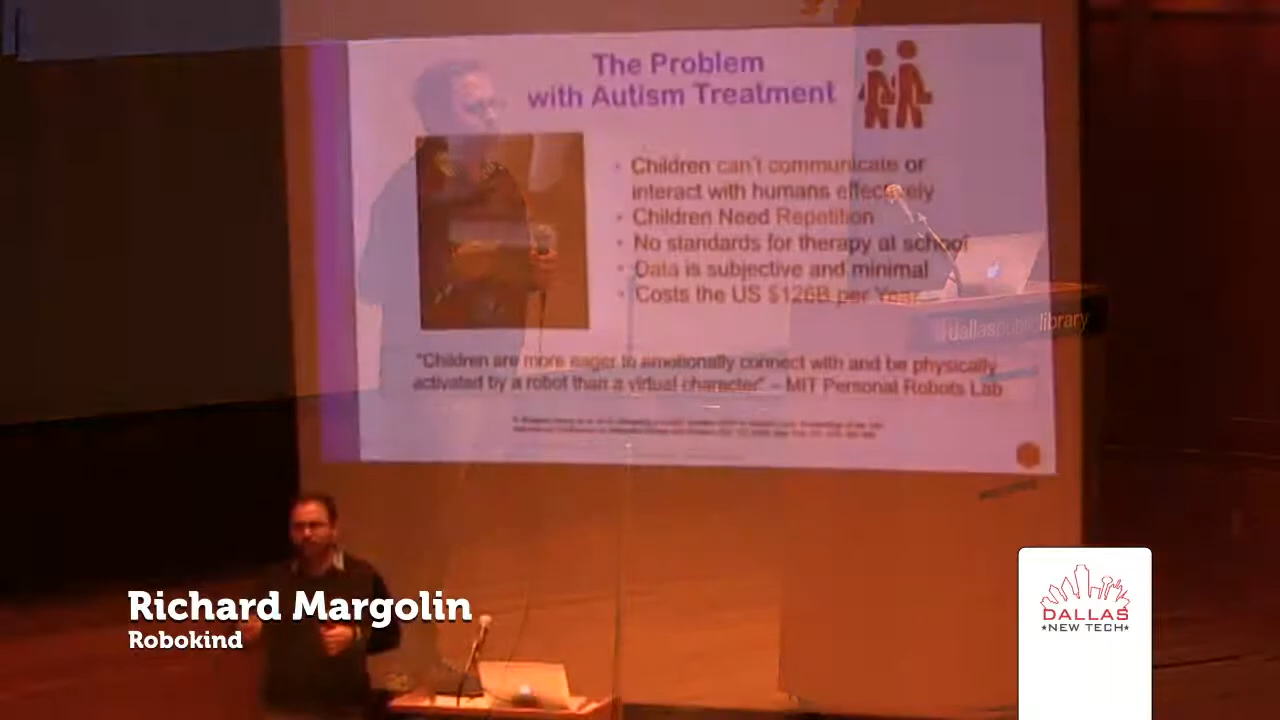 The Problem
with Autism Treatment
• Children can't communicate or
interact with humans effectively
• Children Need Repetition
• No standards for therapy at school
• Data is subjective and minimal
• Costs the US $126B per Year
#dallaspubliclibrary
"Children are more eager to emotionally connect with and be physically
activated by a robot than a virtual character" – MIT Personal Robots Lab
Richard Margolin
Robokind
DALLAS
★NEW TECH★